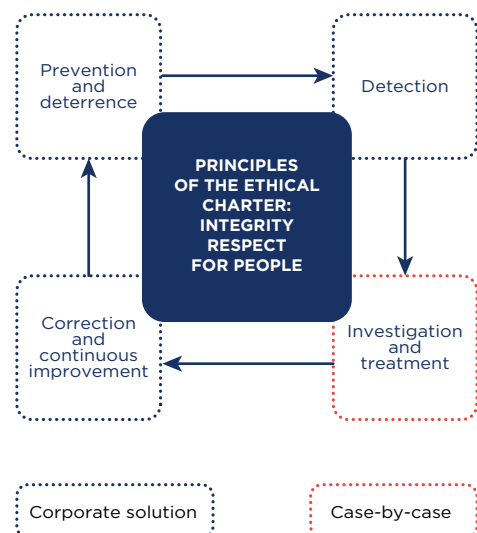 Prevention
and
deterrence
Detection
PRINCIPLES
OF THE ETHICAL
CHARTER:
INTEGRITY
RESPECT
FOR PEOPLE
Correction
and
continuous
improvement
Investigation
and
treatment
Corporate solution
Case-by-case